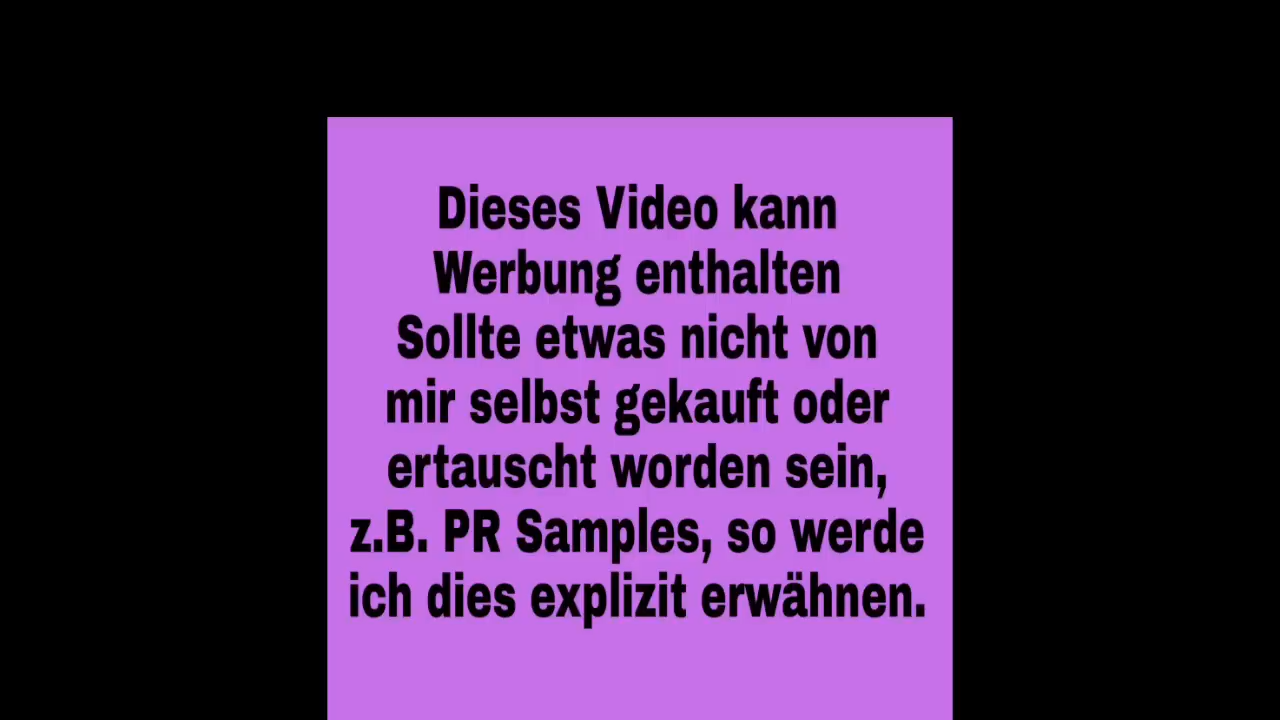 Dieses Video kann
Werbung enthalten
Sollte etwas nicht von
mir selbst gekauft oder
ertauscht worden sein,
z.B. PR Samples, so werde
ich dies explizit erwähnen.